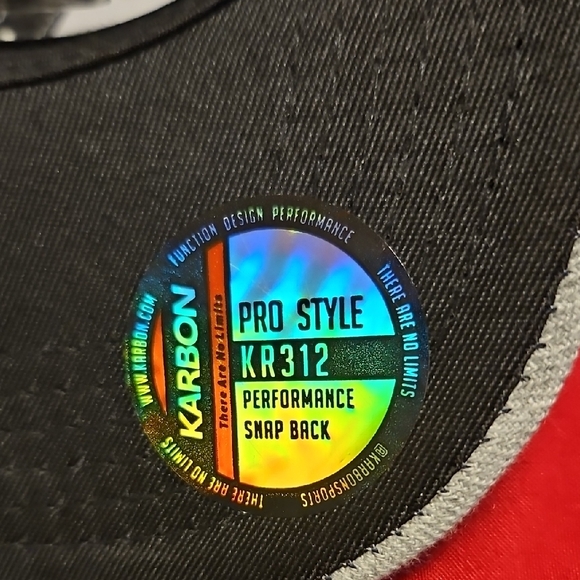 FUNCTION DESIGN PERFORMANCE
THERE ARE NO LIMITS
@KARBONSPORTS
THERE ARE NO LIMITS
WWW.KARBON.COM
KARBON
There Are No Limits
PRO STYLE
KR312
PERFORMANCE
SNAP BACK